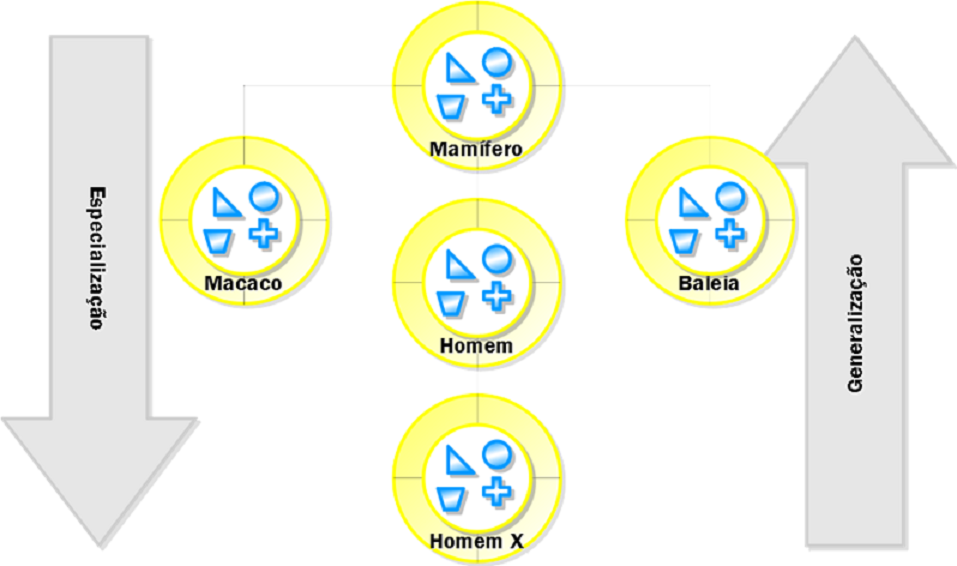 Mamífero
Especialização
Macaco
Baleia
Generalização
Homem
Homem X